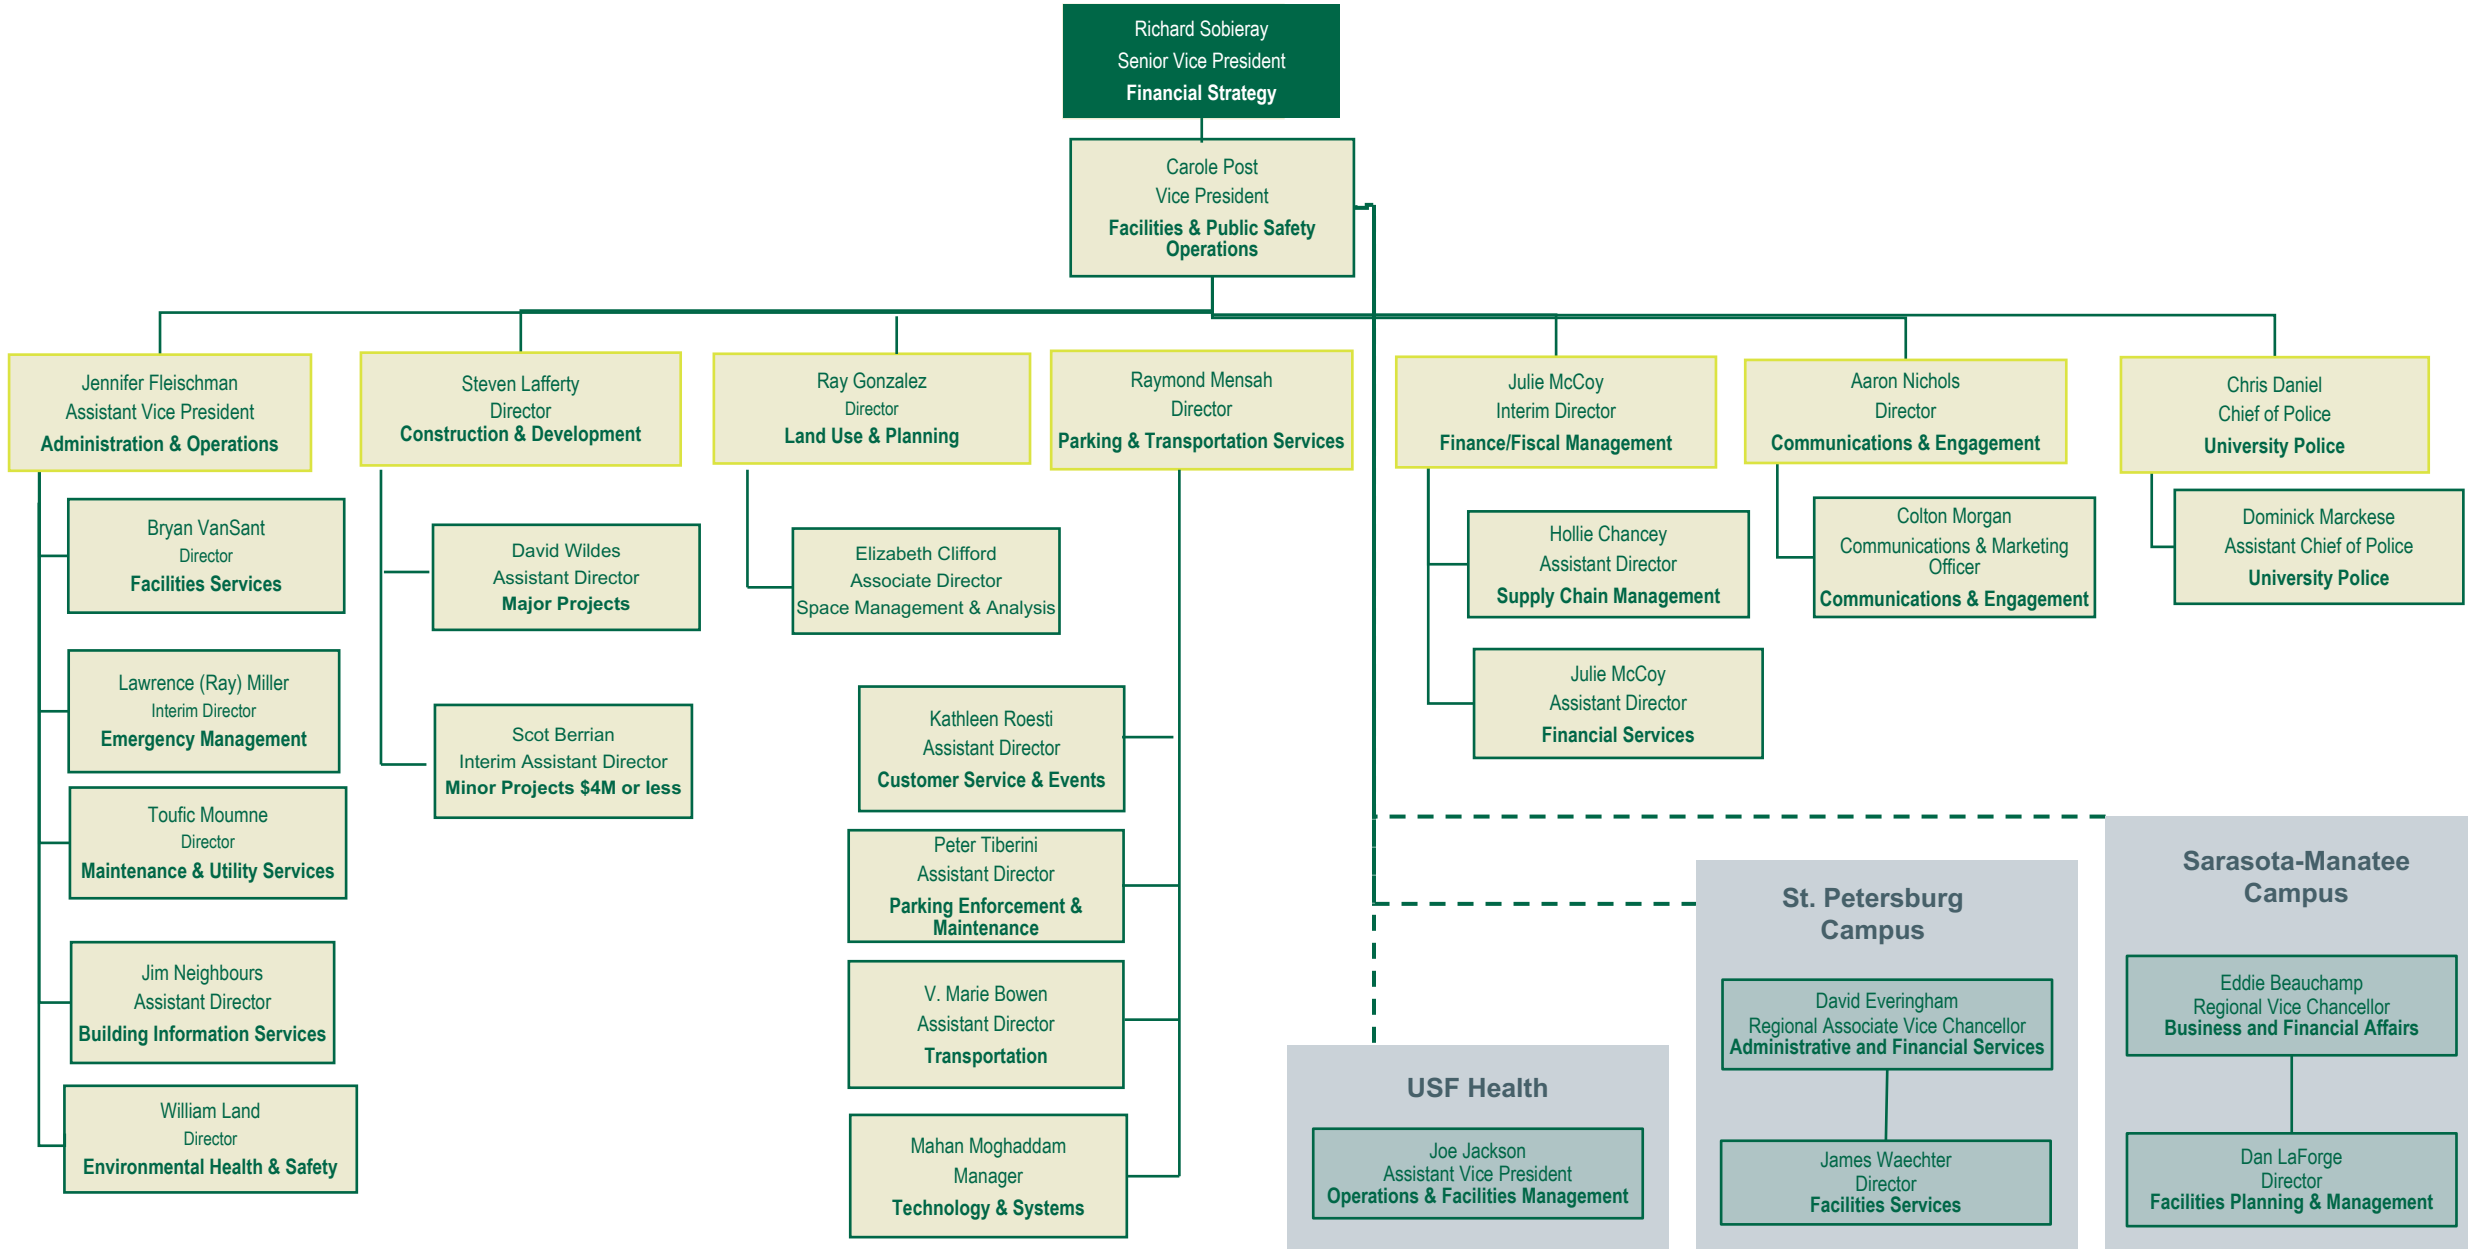 Richard Sobieray
Senior Vice President
Financial Strategy
Carole Post
Vice President
Facilities & Public Safety
Operations
Jennifer Fleischman
Assistant Vice President
Administration & Operations
Steven Lafferty
Director
Construction & Development
Ray Gonzalez
Director
Land Use & Planning
Raymond Mensah
Director
Parking & Transportation Services
Julie McCoy
Interim Director
Finance/Fiscal Management
Aaron Nichols
Director
Communications & Engagement
Chris Daniel
Chief of Police
University Police
Bryan VanSant
Director
Facilities Services
Lawrence (Ray) Miller
Interim Director
Emergency Management
Toufic Moumne
Director
Maintenance & Utility Services
Jim Neighbours
Assistant Director
Building Information Services
William Land
Director
Environmental Health & Safety
David Wildes
Assistant Director
Major Projects
Scot Berrian
Interim Assistant Director
Minor Projects $4M or less
Elizabeth Clifford
Associate Director
Space Management & Analysis
Kathleen Roesti
Assistant Director
Customer Service & Events
Peter Tiberini
Assistant Director
Parking Enforcement &
Maintenance
V. Marie Bowen
Assistant Director
Transportation
Mahan Moghaddam
Manager
Technology & Systems
Hollie Chancey
Assistant Director
Supply Chain Management
Julie McCoy
Assistant Director
Financial Services
Colton Morgan
Communications & Marketing
Officer
Communications & Engagement
Dominick Marckese
Assistant Chief of Police
University Police
USF Health
Joe Jackson
Assistant Vice President
Operations & Facilities Management
St. Petersburg
Campus
David Everingham
Regional Associate Vice Chancellor
Administrative and Financial Services
James Waechter
Director
Facilities Services
Sarasota-Manatee
Campus
Eddie Beauchamp
Regional Vice Chancellor
Business and Financial Affairs
Dan LaForge
Director
Facilities Planning & Management